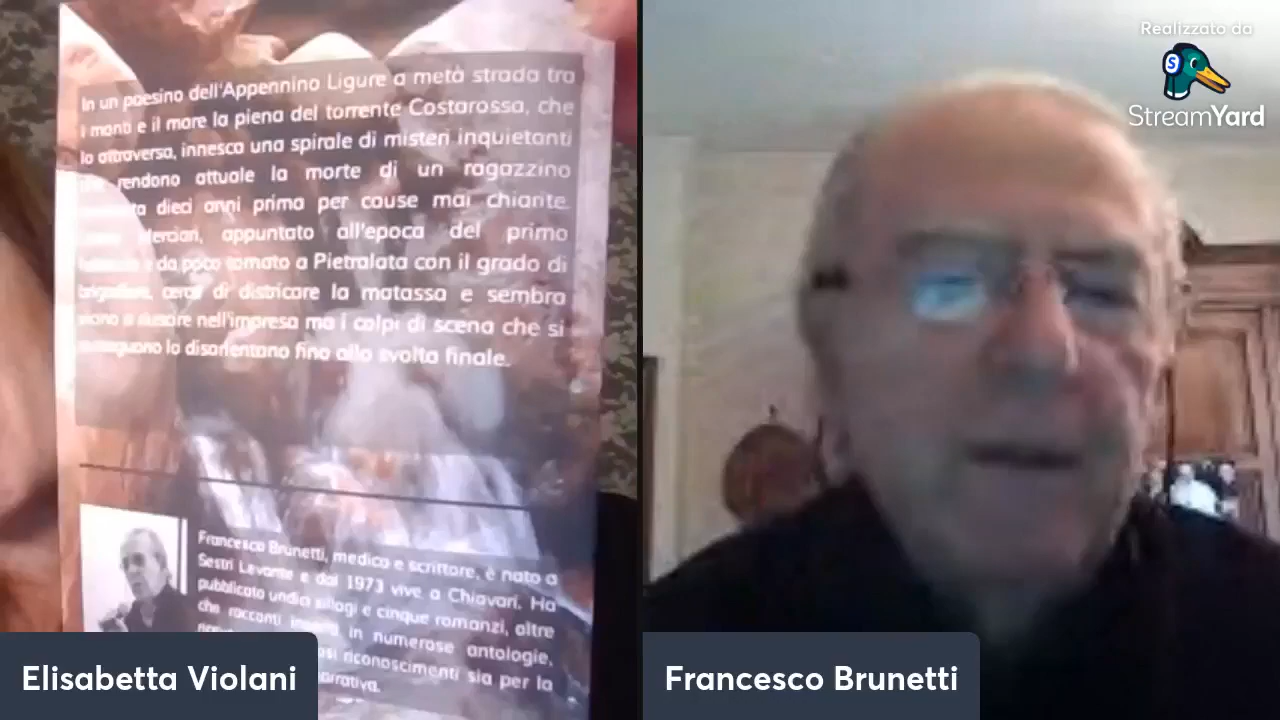 In un paesino dell'Appennino Ligure a metà strada tra
i monti e il mare la piena del torrente Costarossa, che
lo attraversa, innesca una spirale di misteri inquietanti
rendono attuale la morte di un ragazzino
dieci anni prima per cause mai chiarite.
appuntato all'epoca del primo
e da poco tornato a Pietralata con il grado di
brigadiere, cerca di districare la matassa e sembra
riuscire nell'impresa ma i colpi di scena che si
susseguono lo disorientano fino alla svolta finale.
Francesco Brunetti, medico e scrittore, è nato a
Sestri Levante e dal 1973 vive a Chiavari. Ha
pubblicato undici sillogi e cinque romanzi, oltre
che racconti in numerose antologie,
riconoscimenti sia per la
narrativa.
Realizzato da
StreamYard
Elisabetta Violani
Francesco Brunetti